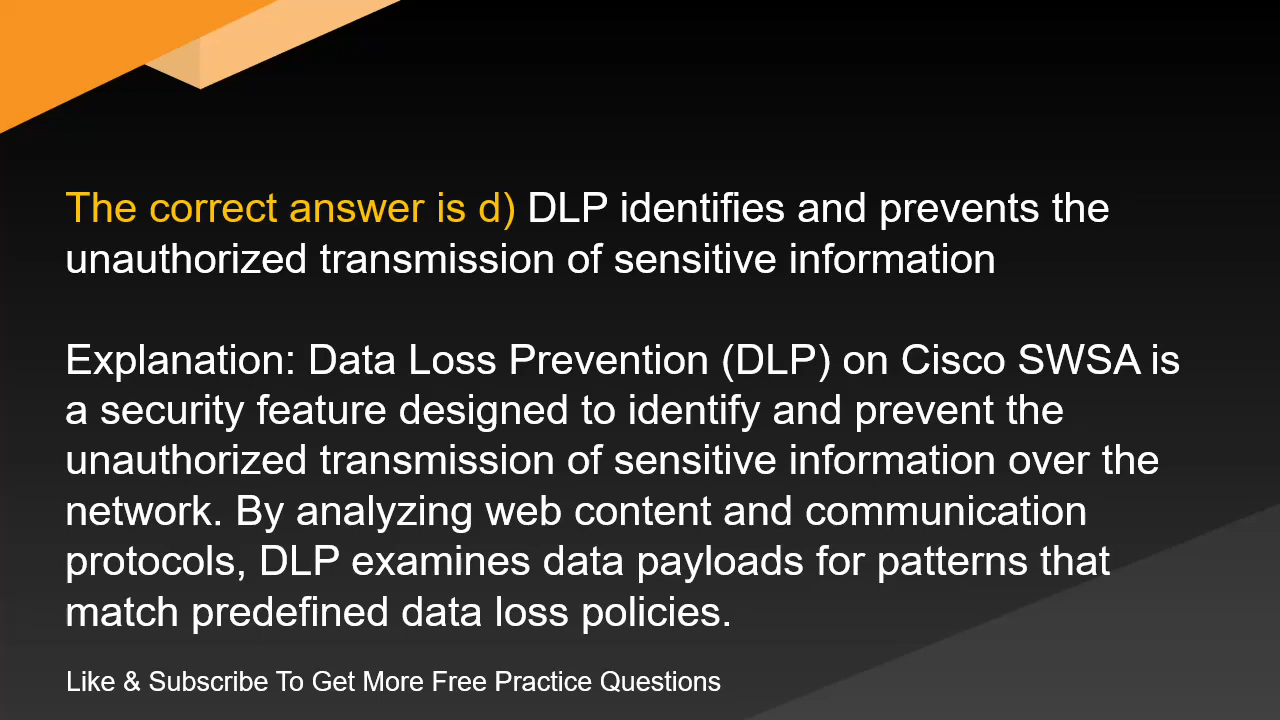 The correct answer is d) DLP identifies and prevents the
unauthorized transmission of sensitive information
Explanation: Data Loss Prevention (DLP) on Cisco SWSA is
a security feature designed to identify and prevent the
unauthorized transmission of sensitive information over the
network. By analyzing web content and communication
protocols, DLP examines data payloads for patterns that
match predefined data loss policies.
Like & Subscribe To Get More Free Practice Questions